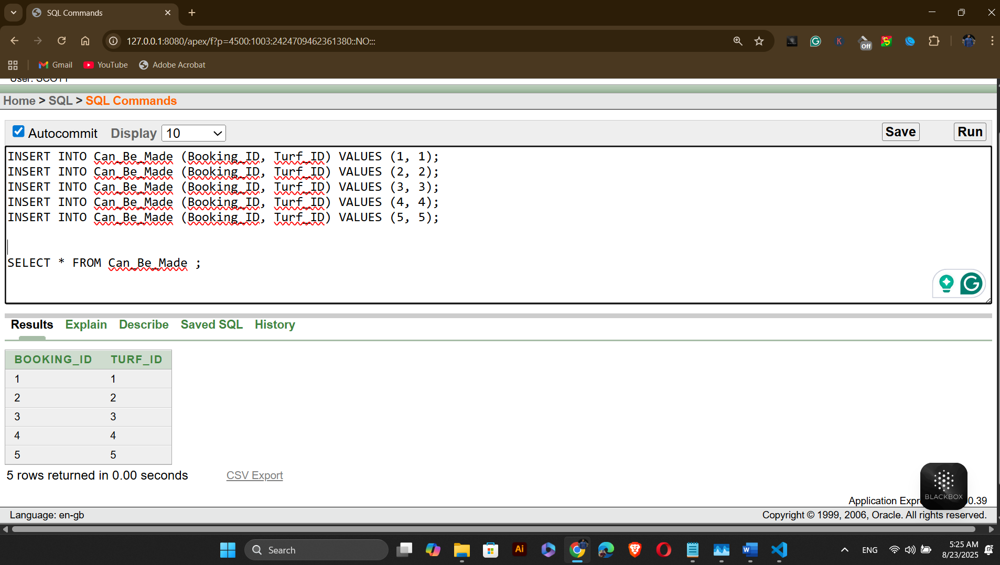 SQL Commands
127.0.0.1:8080/apex/f?p=4500:1003:2424709462361380::NO:::
K
Off
S
Gmail
YouTube
Adobe Acrobat
User: SCOTT
Home > SQL > SQL Commands
Autocommit Display 10 Save Run
INSERT INTO Can_Be_Made (Booking_ID, Turf_ID) VALUES (1, 1);
INSERT INTO Can_Be_Made (Booking_ID, Turf_ID) VALUES (2, 2);
INSERT INTO Can_Be_Made (Booking_ID, Turf_ID) VALUES (3, 3);
INSERT INTO Can_Be_Made (Booking_ID, Turf_ID) VALUES (4, 4);
INSERT INTO Can_Be_Made (Booking_ID, Turf_ID) VALUES (5, 5);
SELECT * FROM Can_Be_Made ;
Results Explain Describe Saved SQL History
BOOKING_ID TURF_ID
1 1
2 2
3 3
4 4
5 5
5 rows returned in 0.00 seconds CSV Export
BLACKBOX
Application Expr 0.39
Language: en-gb
Copyright © 1999, 2006, Oracle. All rights reserved.
Search
Ai
W
ENG
5:25 AM
8/23/2025